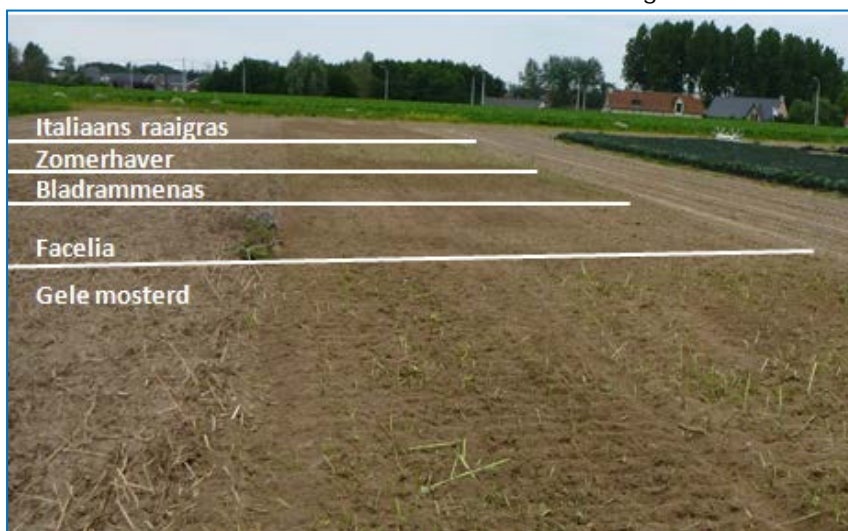 Italiaans raaigras
Zomerhaver
Bladrammenas
Facelia
Gele mosterd